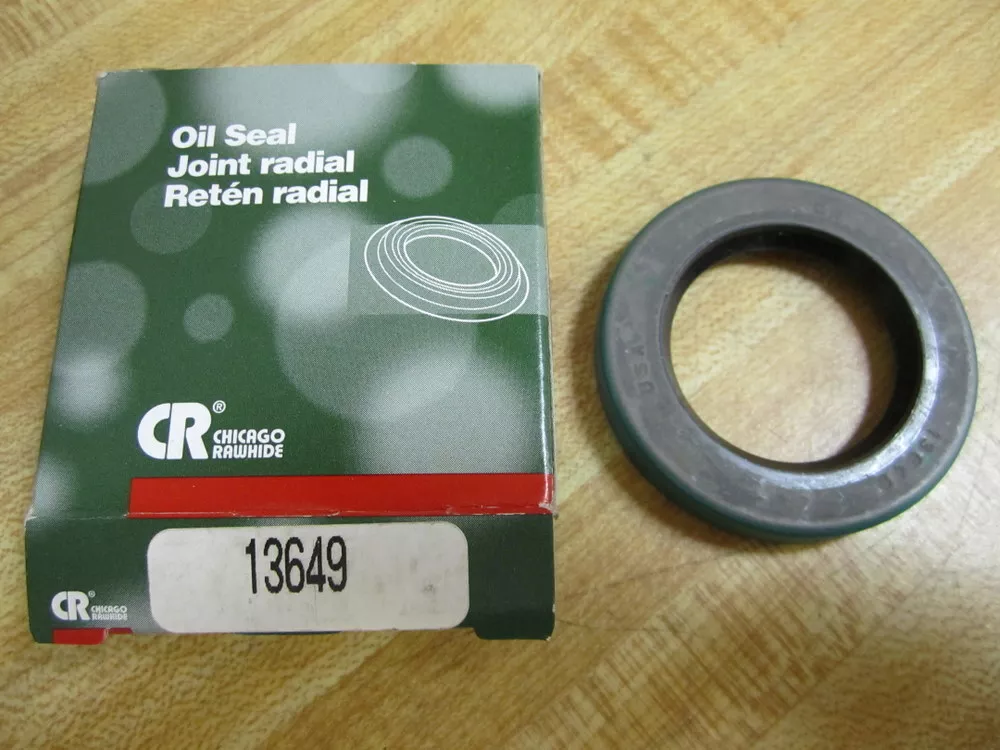 Oil Seal
Joint radial
Retén radial
CR®
CHICAGO
RAWHIDE
13649
CR®
CHICAGO
RAWHIDE
USA